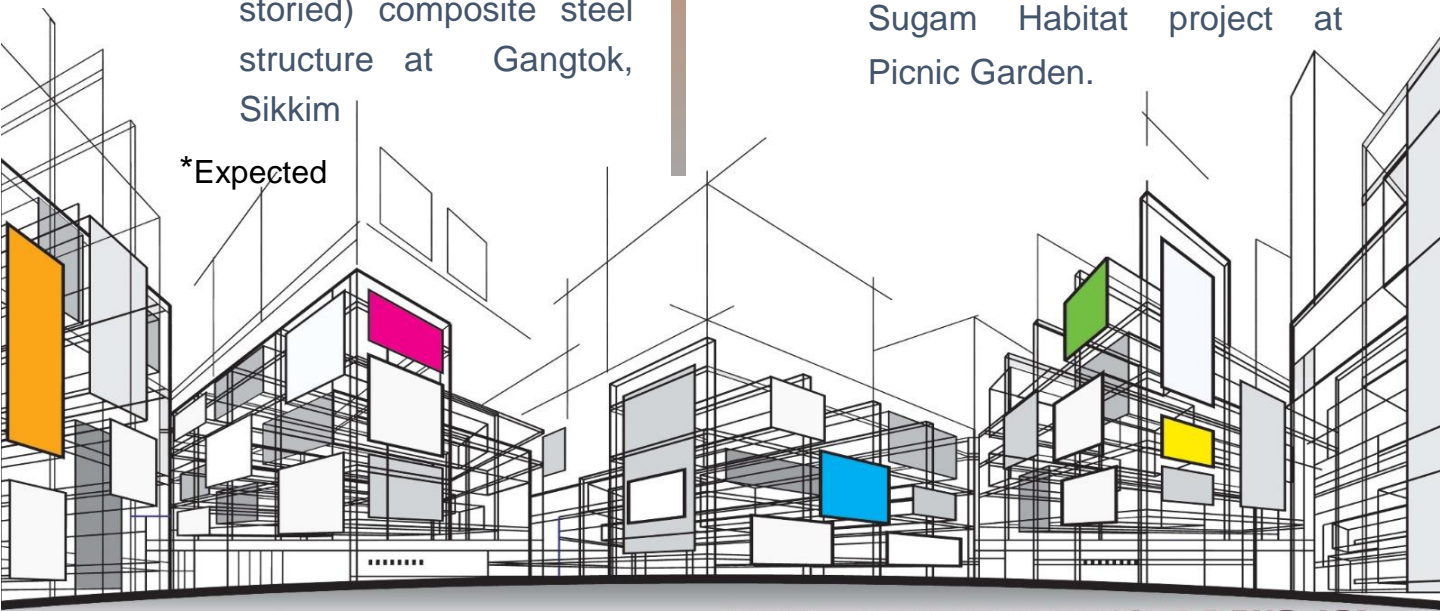 storied) composite steel
structure at Gangtok,
Sikkim
*Expected
Sugam Habitat project at
Picnic Garden.